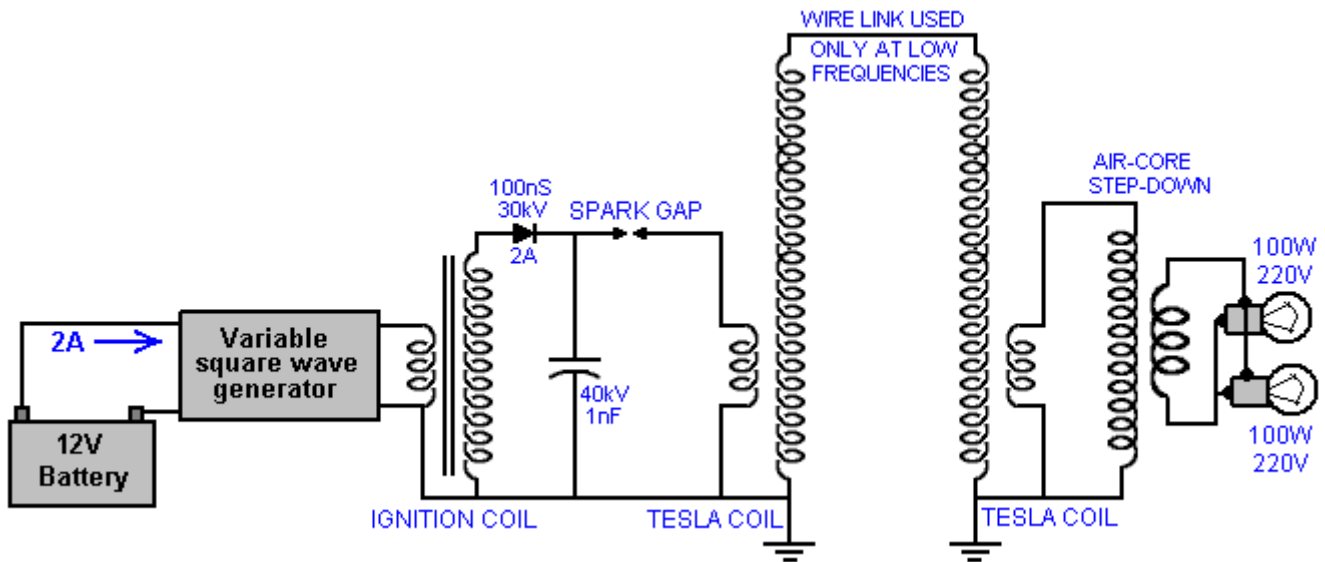 WIRE LINK USED
ONLY AT LOW
FREQUENCIES
AIR-CORE
STEP-DOWN
100nS
30kV
SPARK GAP
2A
100W
220V
2A
Variable
square wave
generator
40kV
1nF
12V
Battery
100W
220V
IGNITION COIL
TESLA COIL
TESLA COIL